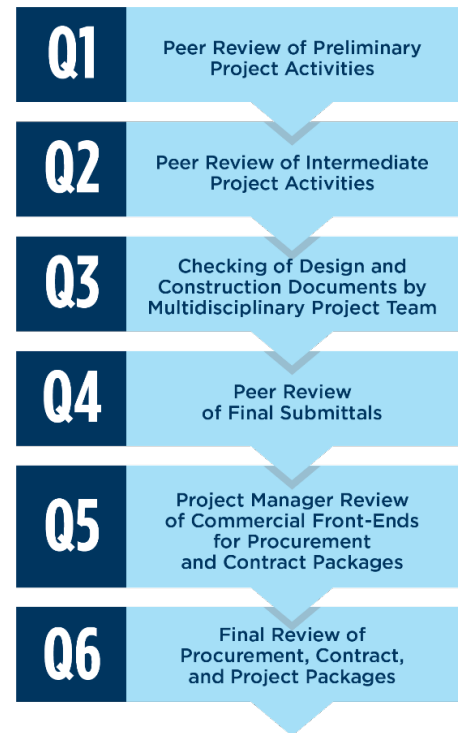 Q1
Peer Review of Preliminary
Project Activities
Q2
Peer Review of Intermediate
Project Activities
Q3
Checking of Design and
Construction Documents by
Multidisciplinary Project Team
Q4
Peer Review
of Final Submittals
Q5
Project Manager Review
of Commercial Front-Ends
for Procurement
and Contract Packages
Q6
Final Review of
Procurement, Contract,
and Project Packages